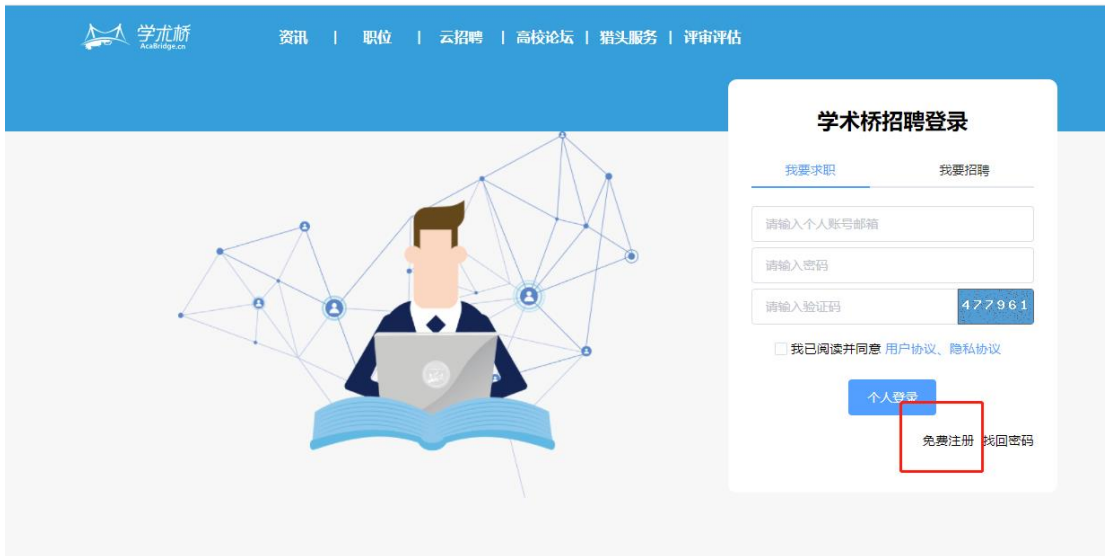 学术桥
AcaBridge.cn
资讯 | 职位 | 云招聘 | 高校论坛 | 猎头服务 | 评审评估
学术桥招聘登录
我要求职 我要招聘
请输入个人账号邮箱
请输入密码
请输入验证码 477961
我已阅读并同意 用户协议、隐私协议
个人登录
免费注册 找回密码